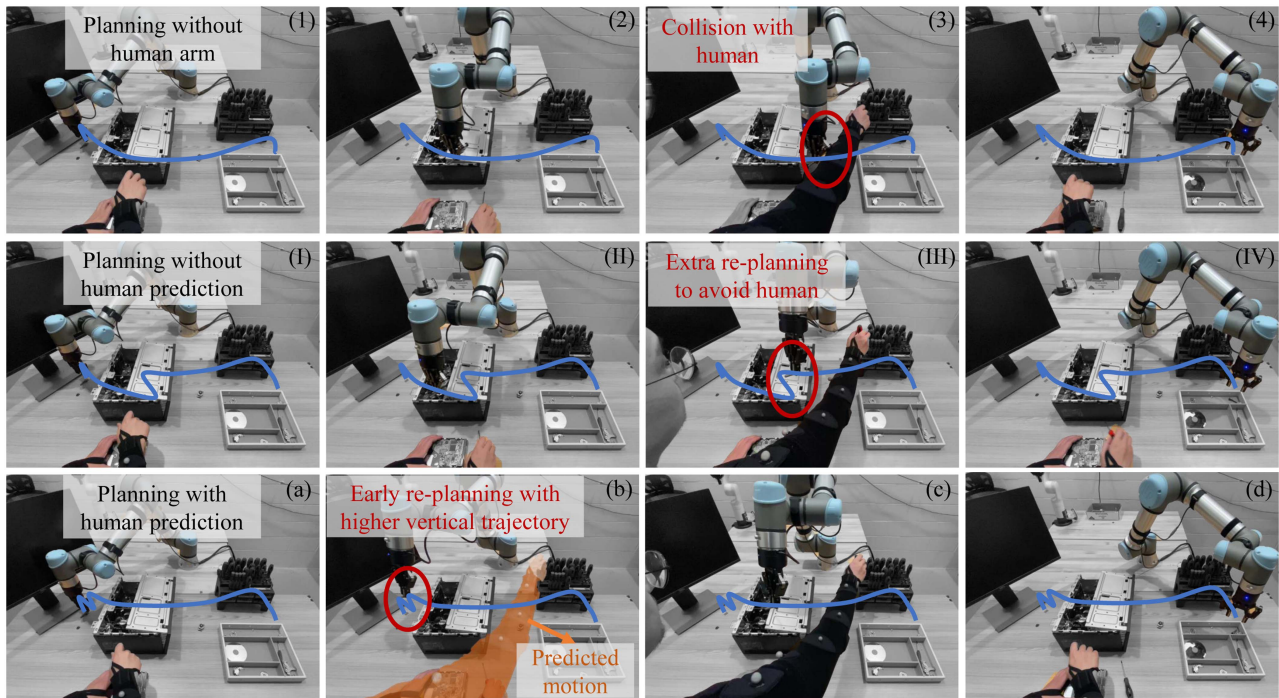 Planning without
human arm
(1)
(2)
Collision with
human
(3)
(4)
Planning without
human prediction
(I)
(II)
Extra re-planning
to avoid human
(III)
(IV)
Planning with
human prediction
(a)
Early re-planning with
higher vertical trajectory
(b)
Predicted
motion
(c)
(d)